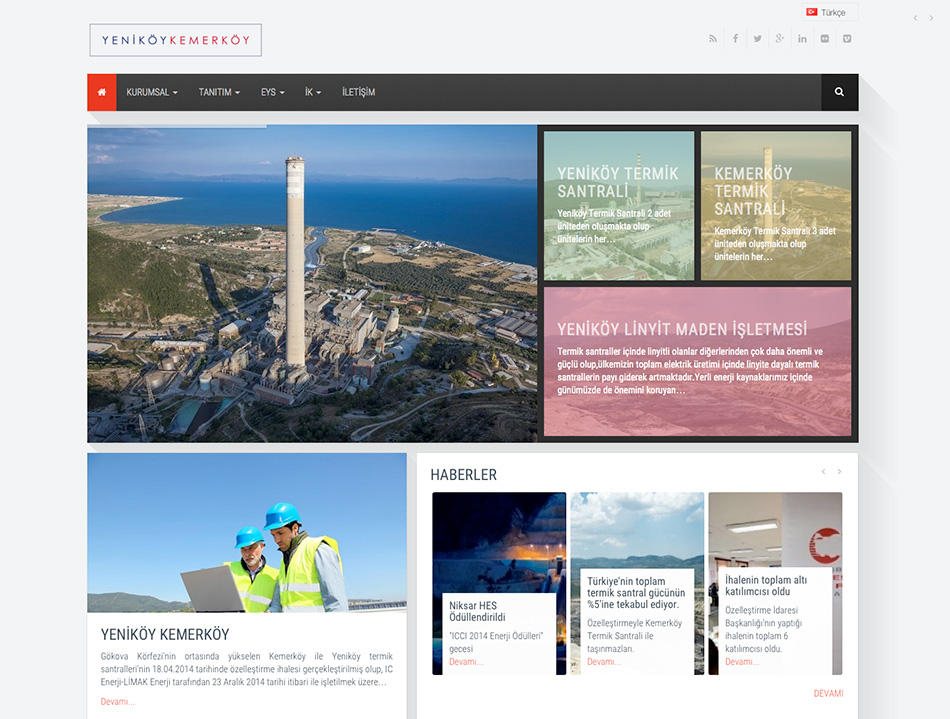 Türkçe
YENİKÖYKEMERKÖY
KURUMSAL
TANITIM
EYS
İK
İLETİŞİM
YENİKÖY TERMİK
SANTRALİ
Yeniköy Termik Santrali 2 adet
üniteden oluşmakta olup
ünitelerin her...
KEMERKÖY
TERMİK
SANTRALİ
Kemerköy Termik Santrali 3 adet
üniteden oluşmakta olup
ünitelerin her...
YENİKÖY LİNYİT MADEN İŞLETMESİ
Termik santraller içinde linyitli olanlar diğerlerinden çok daha önemli ve
güçlü olup,ülkemizin toplam elektrik üretimi içinde linyite dayalı termik
santrallerin payı giderek artmaktadır.Yerli enerji kaynaklarımız içinde
günümüzde de önemini koruyan...
YENİKÖY KEMERKÖY
Gökova Körfezi'nin ortasında yükselen Kemerköy ile Yeniköy termik
santralleri'nin 18.04.2014 tarihinde özelleştirme ihalesi gerçekleştirilmiş olup, IC
Enerji-LİMAK Enerji tarafından 23 Aralık 2014 tarihi itibari ile işletilmek üzere...
Devamı...
HABERLER
Niksar HES
Ödüllendirildi
"ICCI 2014 Enerji Ödülleri"
gecesi
Devamı...
Türkiye'nin toplam
termik santral gücünün
%5'ine tekabul ediyor.
Özelleştirmeyle Kemerköy
Termik Santrali ile
taşınmazları.
Devamı...
İhalenin toplam altı
katılımcısı oldu
Özelleştirme İdaresi
Başkanlığı'nın yaptığı
ihalenin toplam 6
katılımcısı oldu.
Devamı...
DEVAMI